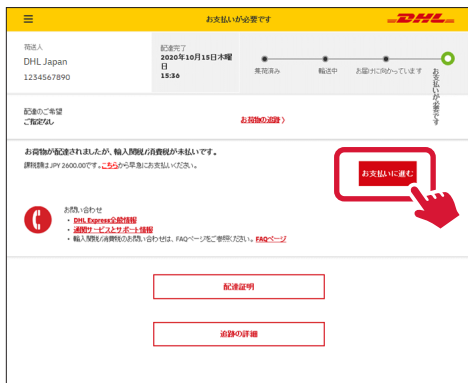 お支払いが必要です
DHL
荷送人
DHL Japan
1234567890
配達完了
2020年10月15日木曜
日
15:36
集荷済み
輸送中
お届けに向かっています
お支払いが必要です
配達のご希望
ご指定なし
お荷物の追跡 〉
お荷物が配達されましたが、輸入関税/消費税が未払いです。
課税額はJPY 2600.00です。こちらから早急にお支払いください。
お支払いに進む
お問い合わせ
・ DHL Express全般情報
・ 通関サービスとサポート情報
・ 輸入関税/消費税のお問い合わせは、FAQページをご参照ください。FAQページ
配達証明
追跡の詳細